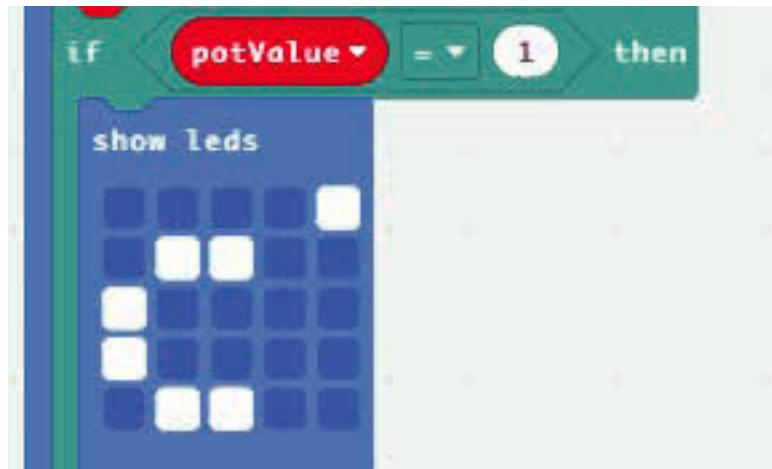 if potValue = 1 then
show leds